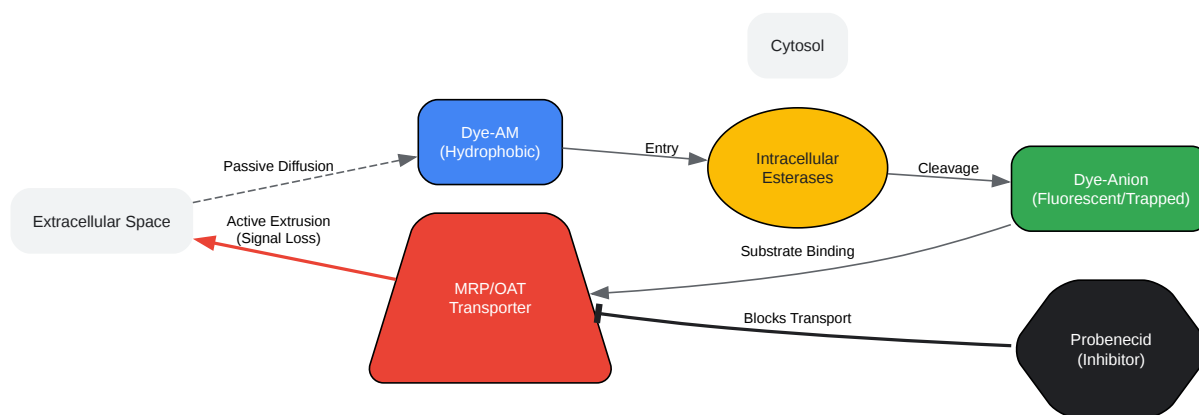 Cytosol
Dye-AM
(Hydrophobic)
Entry
Intracellular
Esterases
Passive Diffusion
Cleavage
Dye-Anion
(Fluorescent/Trapped)
Extracellular Space
Active Extrusion
(Signal Loss)
Substrate Binding
MRP/OAT
Transporter
Blocks Transport
Probenecid
(Inhibitor)